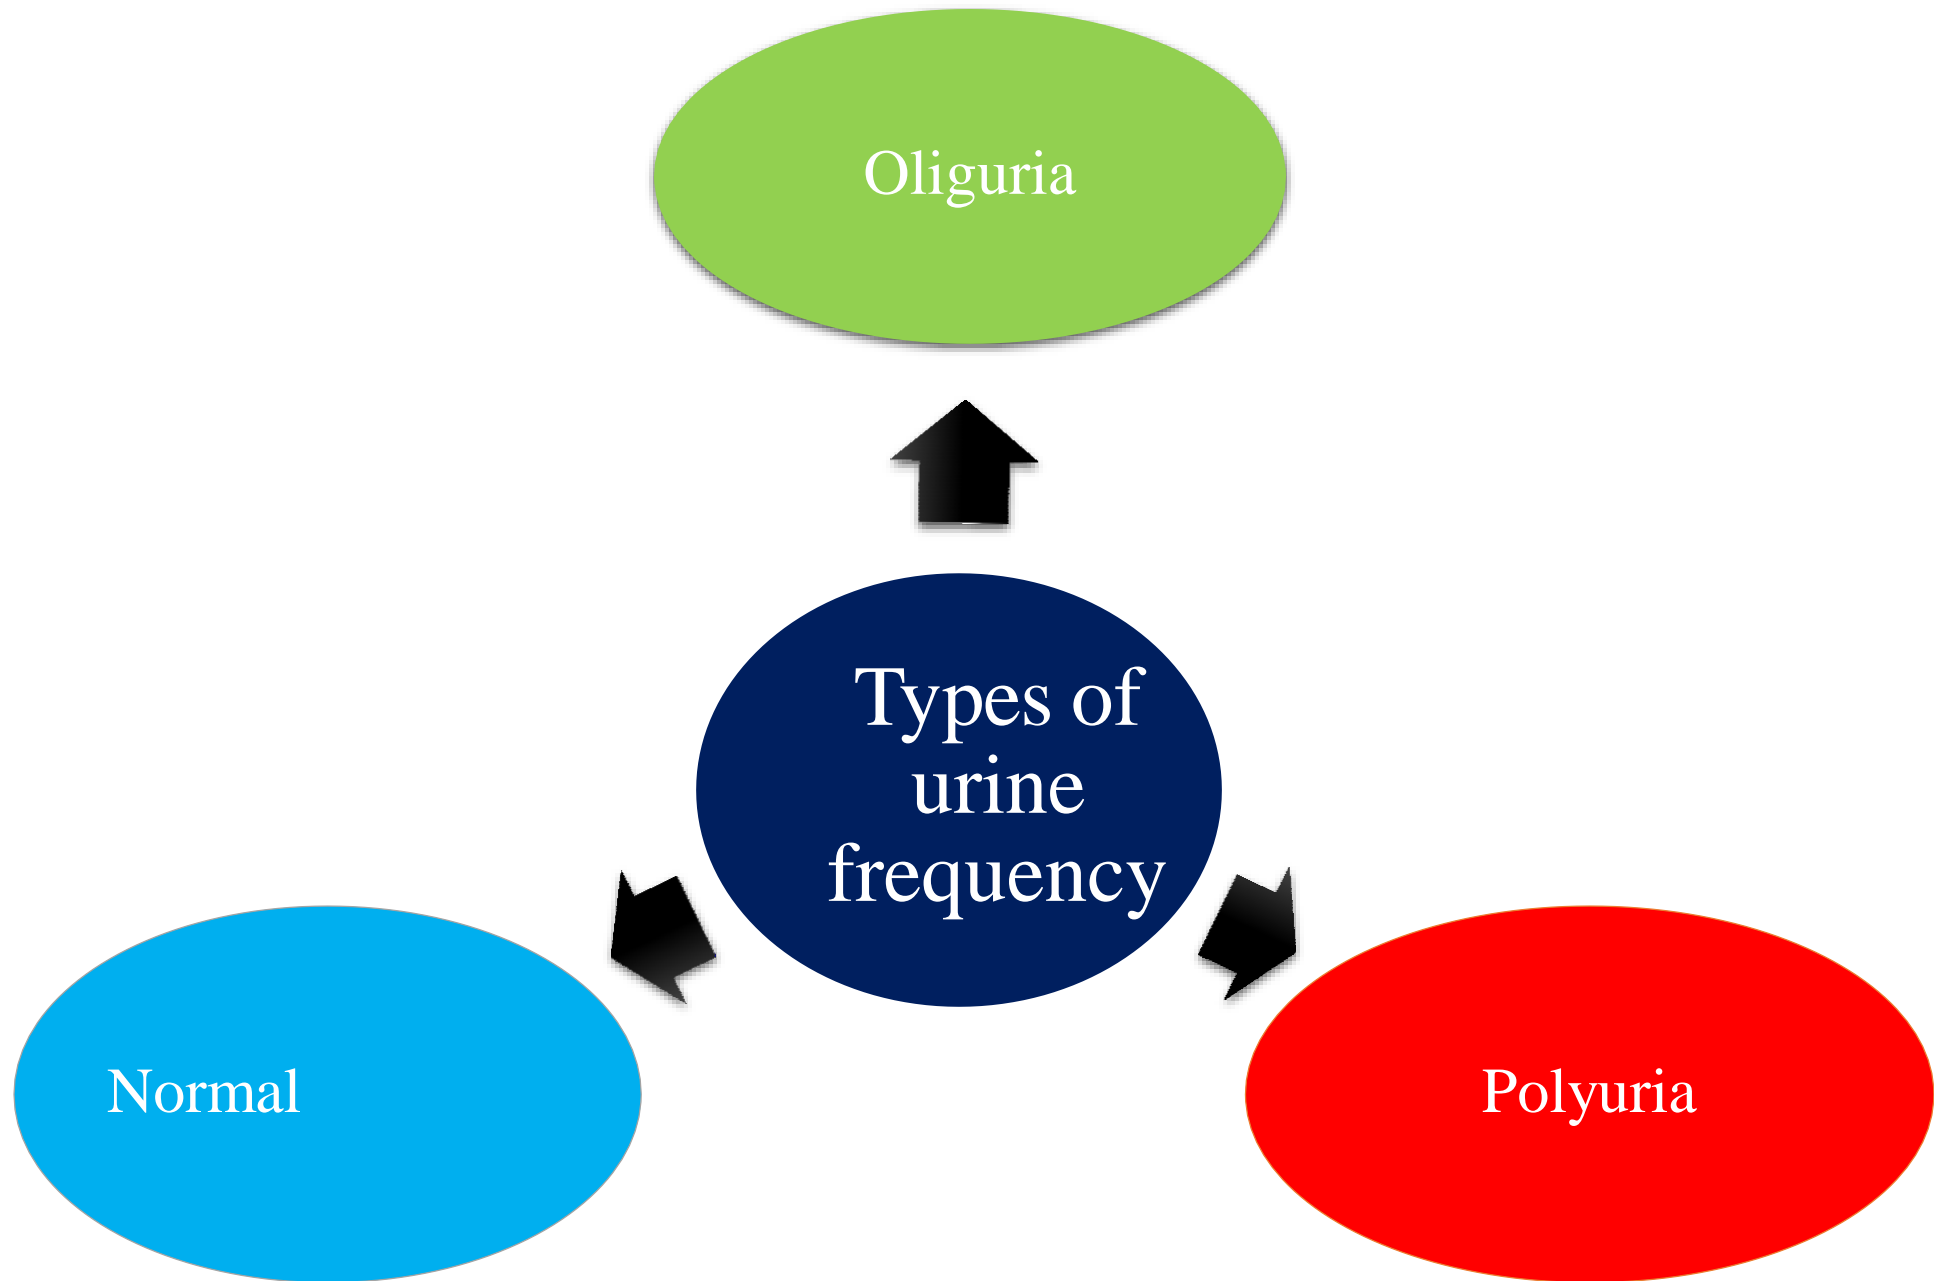 Oliguria
Types of
urine
frequency
Normal
Polyuria